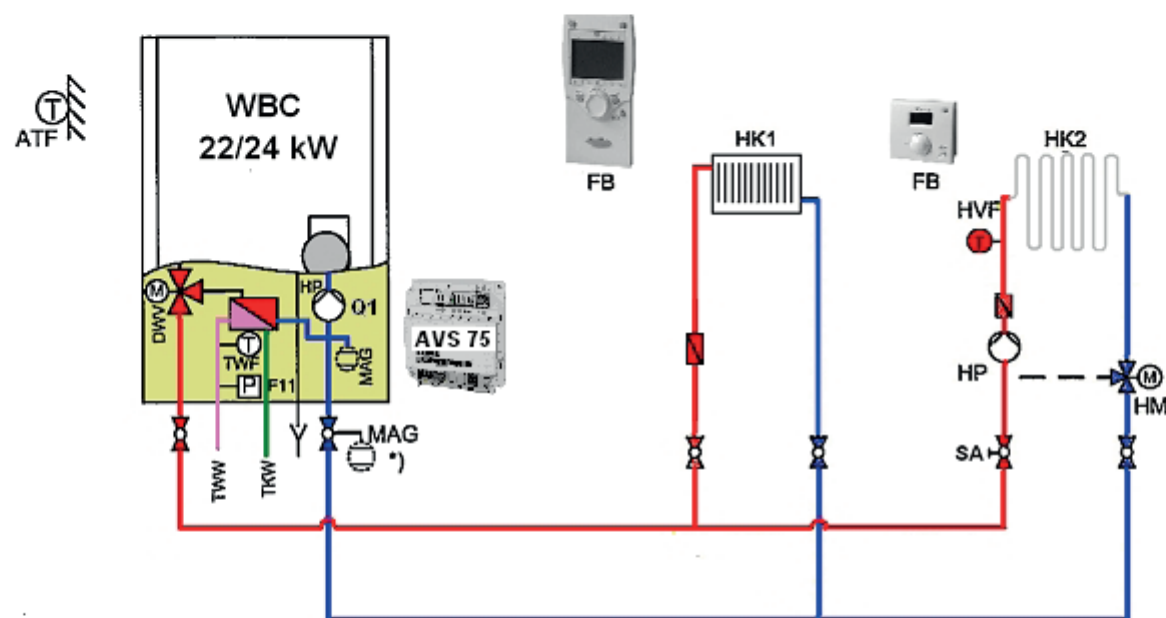 WBC
22/24 kW
T
ATF
FB
HK1
FB
HK2
HVF
T
M
DWV
HP
Q1
T
TWF
MAG
P
F11
AVS 75
HP
M
HM
MAG
*)
SA
TWW
TKW